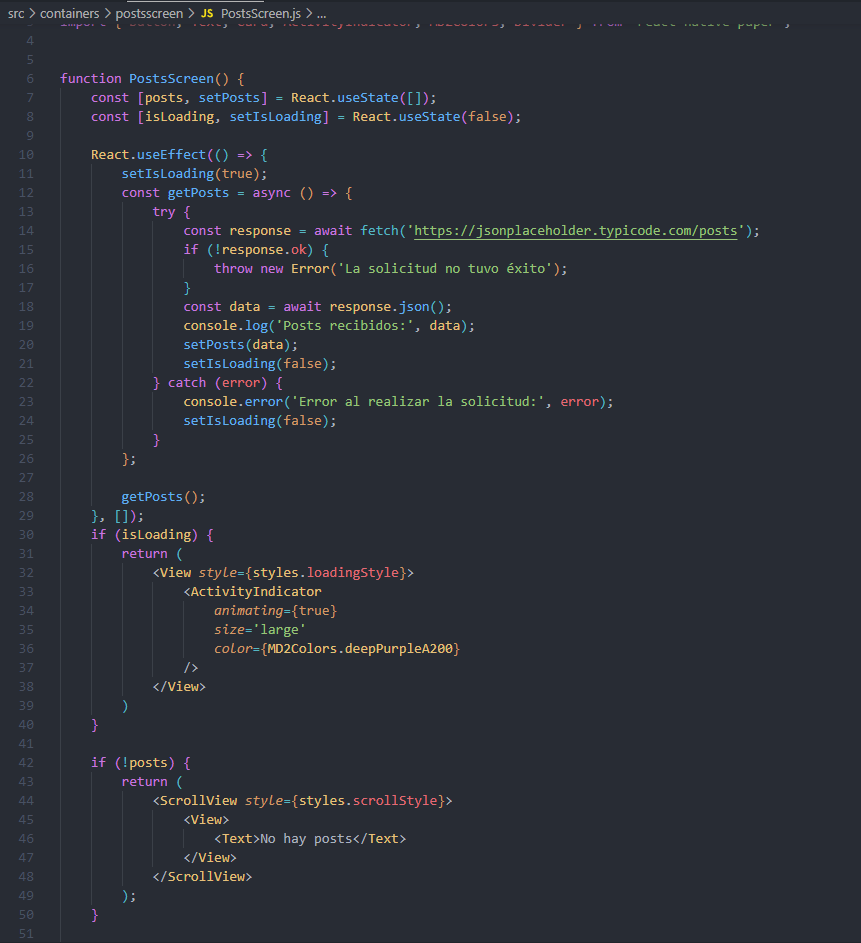 src > containers > postsscreen > JS PostsScreen.js > ...
4
5
6 function PostsScreen() {
7     const [posts, setPosts] = React.useState([]);
8     const [isLoading, setIsLoading] = React.useState(false);
9
10     React.useEffect(() => {
11         setIsLoading(true);
12         const getPosts = async () => {
13             try {
14                 const response = await fetch('https://jsonplaceholder.typicode.com/posts');
15                 if (!response.ok) {
16                     throw new Error('La solicitud no tuvo éxito');
17                 }
18                 const data = await response.json();
19                 console.log('Posts recibidos:', data);
20                 setPosts(data);
21                 setIsLoading(false);
22             } catch (error) {
23                 console.error('Error al realizar la solicitud:', error);
24                 setIsLoading(false);
25             }
26         };
27
28         getPosts();
29     }, []);
30     if (isLoading) {
31         return (
32             <View style={styles.loadingStyle}>
33                 <ActivityIndicator
34                     animating={true}
35                     size='large'
36                     color={MD2Colors.deepPurpleA200}
37                 />
38             </View>
39         )
40     }
41
42     if (!posts) {
43         return (
44             <ScrollView style={styles.scrollStyle}>
45                 <View>
46                     <Text>No hay posts</Text>
47                 </View>
48             </ScrollView>
49         );
50     }
51